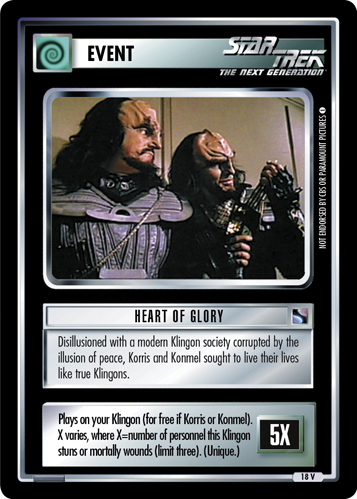 EVENT
STAR TREK
THE NEXT GENERATION
NOT ENDORSED BY CBS OR PARAMOUNT PICTURES
HEART OF GLORY
Disillusioned with a modern Klingon society corrupted by the
illusion of peace, Korris and Konmel sought to live their lives
like true Klingons.
Plays on your Klingon (for free if Korris or Konmel).
X varies, where X=number of personnel this Klingon
stuns or mortally wounds (limit three). (Unique.)
5X
18 V